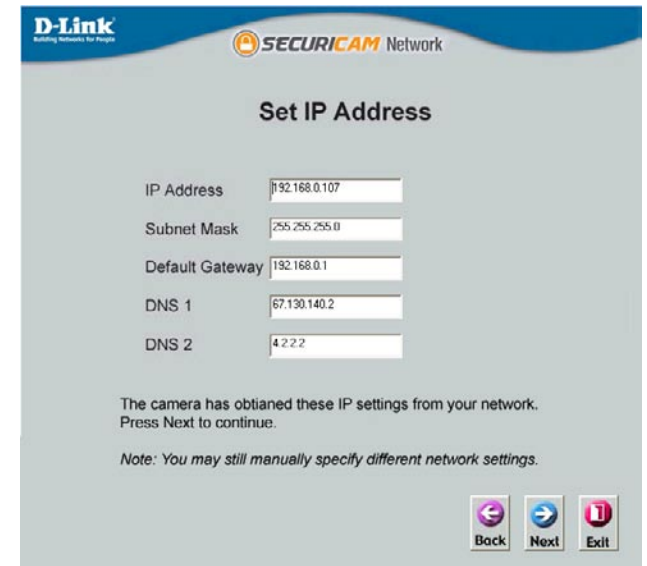 D-Link
Building Networks for People
SECURICAM Network
Set IP Address
IP Address 192.168.0.107
Subnet Mask 255.255.255.0
Default Gateway 192.168.0.1
DNS 1 67.130.140.2
DNS 2 4.2.2.2
The camera has obtianed these IP settings from your network.
Press Next to continue.
Note: You may still manually specify different network settings.
Back Next Exit